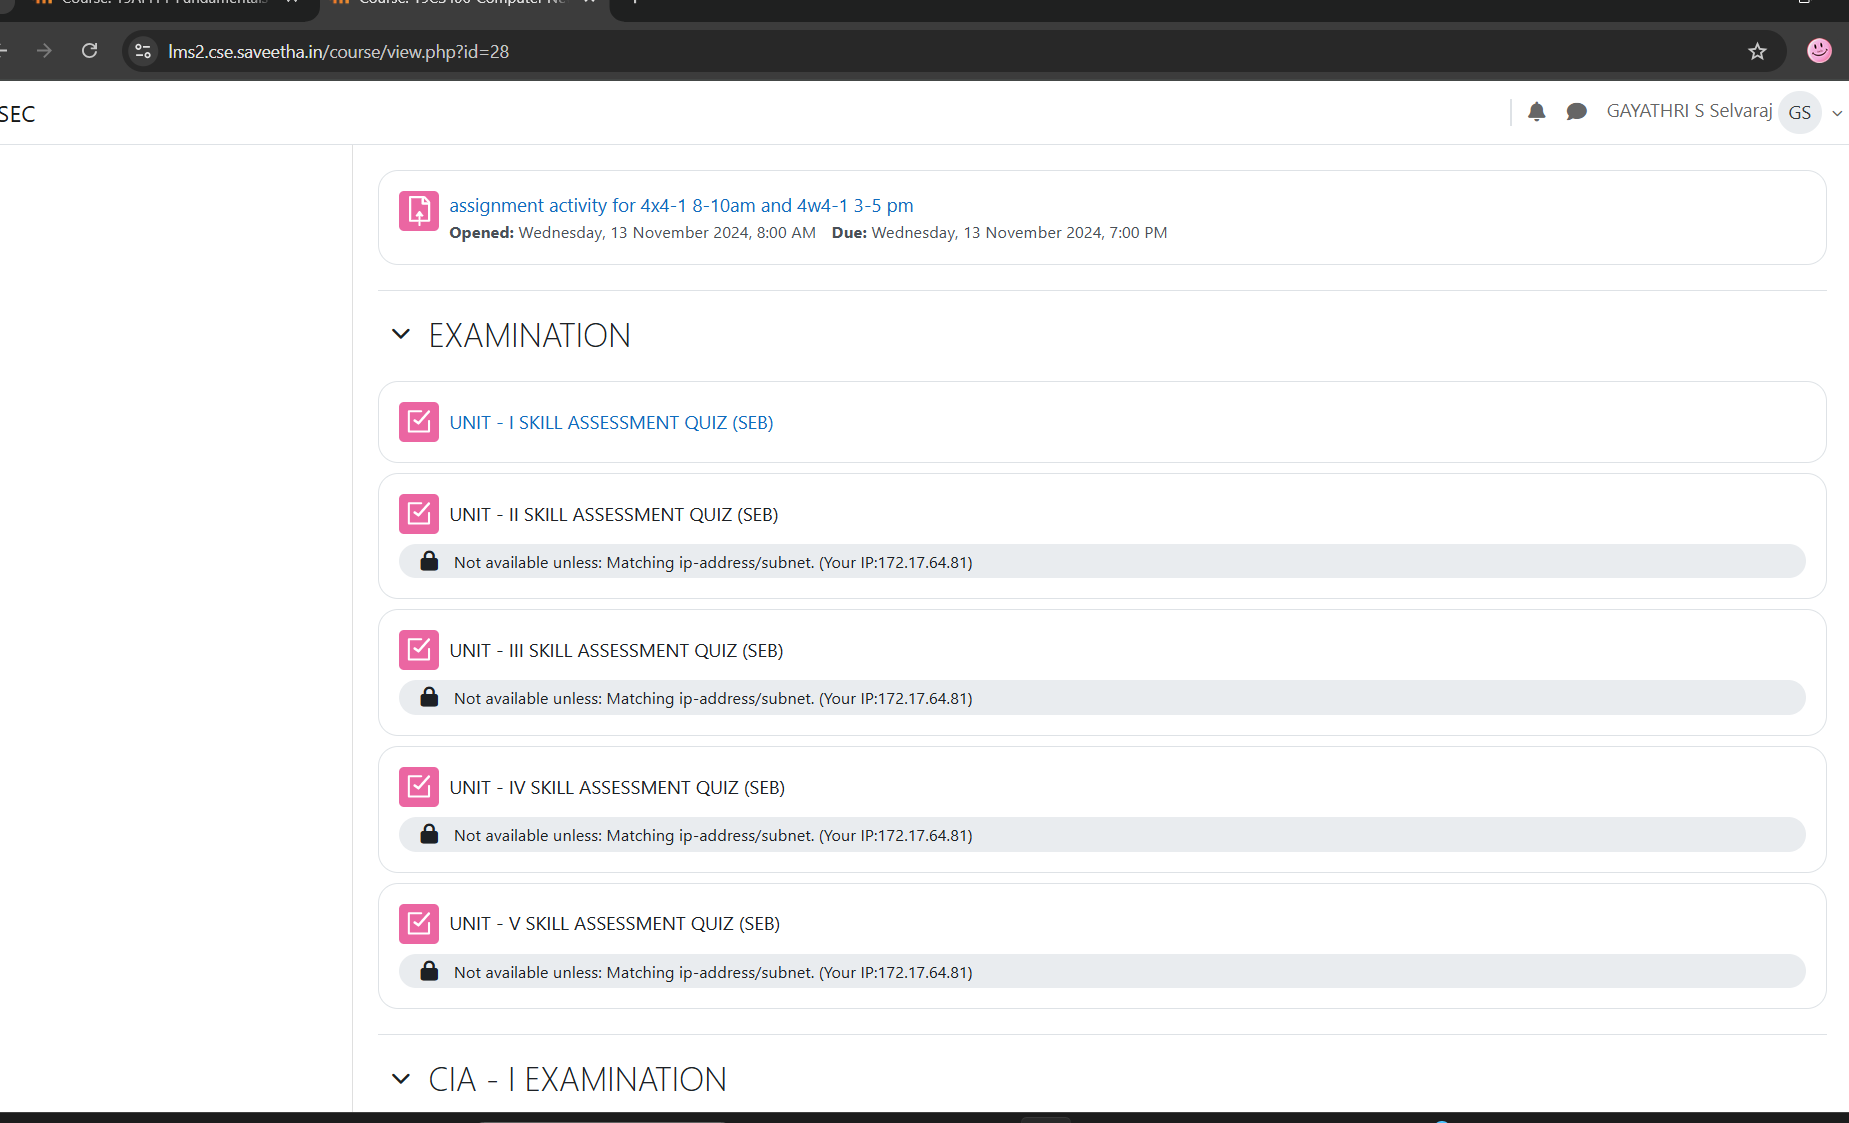 lms2.cse.saveetha.in/course/view.php?id=28
SEC
GAYATHRI S Selvaraj GS
assignment activity for 4x4-1 8-10am and 4w4-1 3-5 pm
Opened: Wednesday, 13 November 2024, 8:00 AM Due: Wednesday, 13 November 2024, 7:00 PM
EXAMINATION
UNIT - I SKILL ASSESSMENT QUIZ (SEB)
UNIT - II SKILL ASSESSMENT QUIZ (SEB)
Not available unless: Matching ip-address/subnet. (Your IP:172.17.64.81)
UNIT - III SKILL ASSESSMENT QUIZ (SEB)
Not available unless: Matching ip-address/subnet. (Your IP:172.17.64.81)
UNIT - IV SKILL ASSESSMENT QUIZ (SEB)
Not available unless: Matching ip-address/subnet. (Your IP:172.17.64.81)
UNIT - V SKILL ASSESSMENT QUIZ (SEB)
Not available unless: Matching ip-address/subnet. (Your IP:172.17.64.81)
CIA - I EXAMINATION